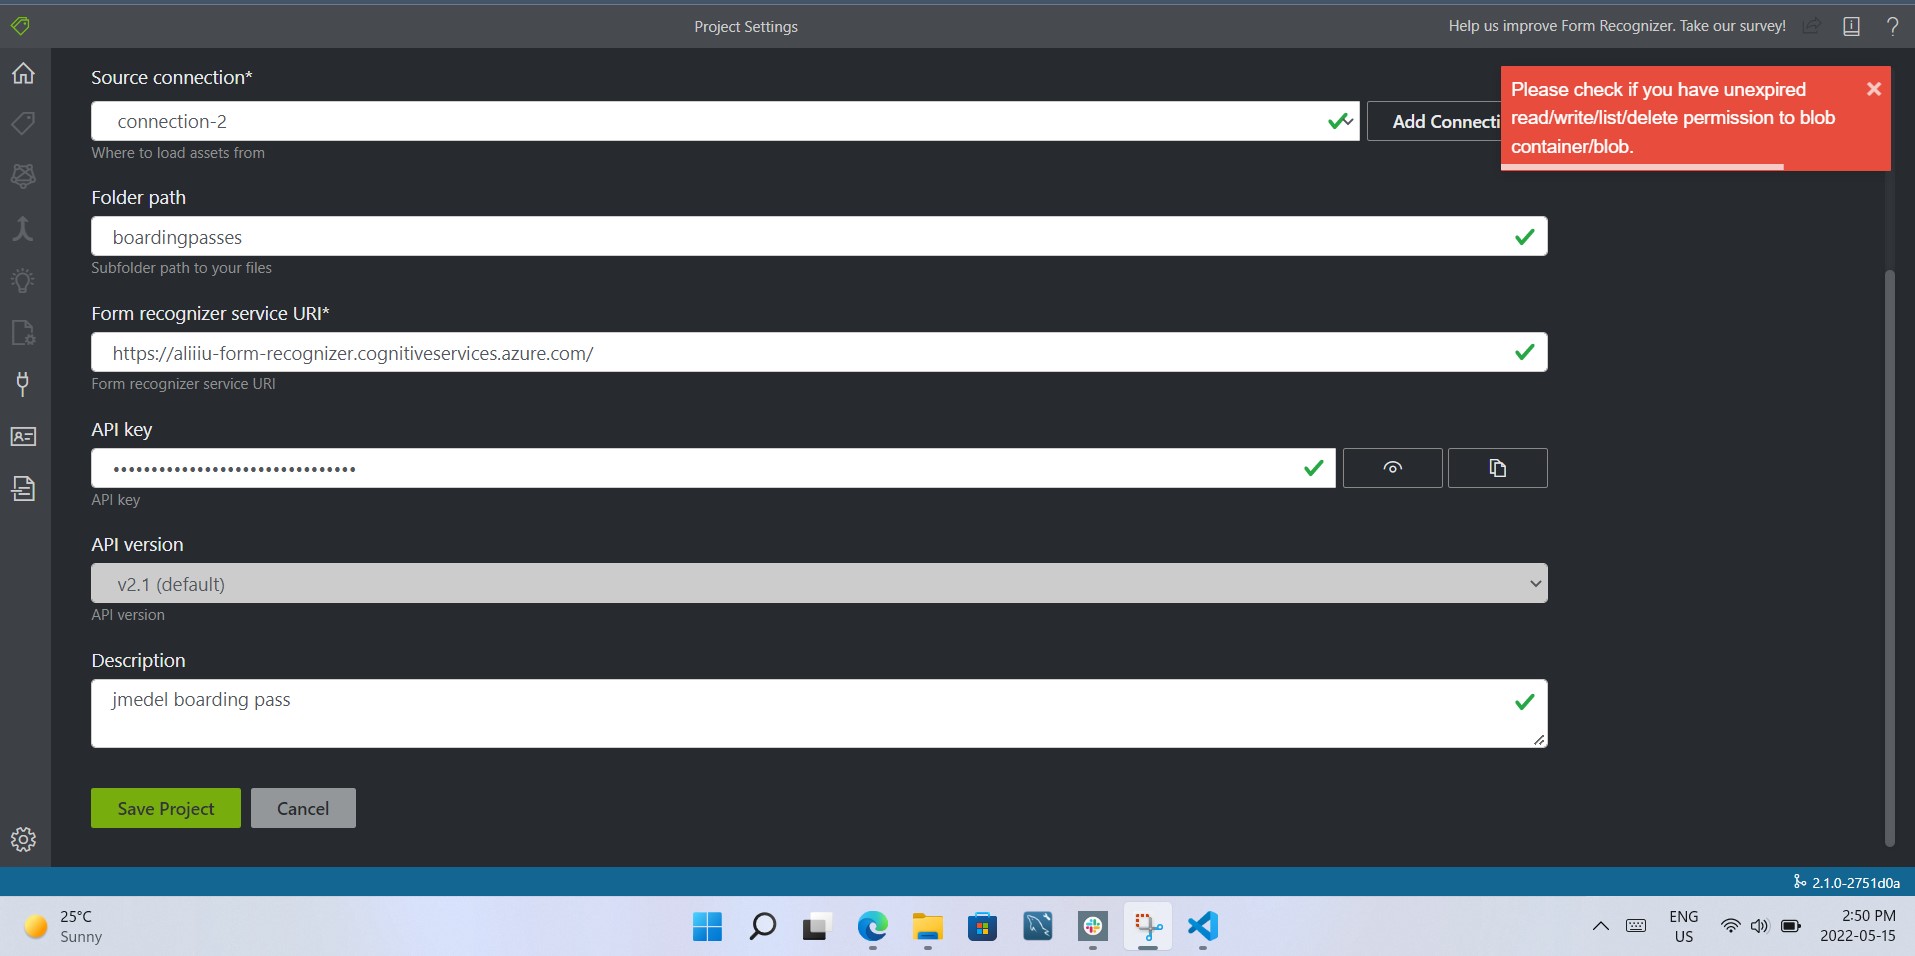 Project Settings
Help us improve Form Recognizer. Take our survey!
Source connection*
connection-2
Add Connecti
Where to load assets from
Please check if you have unexpired
read/write/list/delete permission to blob
container/blob.
Folder path
boardingpasses
Subfolder path to your files
Form recognizer service URI*
https://aliiiu-form-recognizer.cognitiveservices.azure.com/
Form recognizer service URI
API key
••••••••••••••••••••••••••••••••
API key
API version
v2.1 (default)
API version
Description
jmedel boarding pass
Save Project
Cancel
2.1.0-2751d0a
25°C
Sunny
ENG
US
2:50 PM
2022-05-15